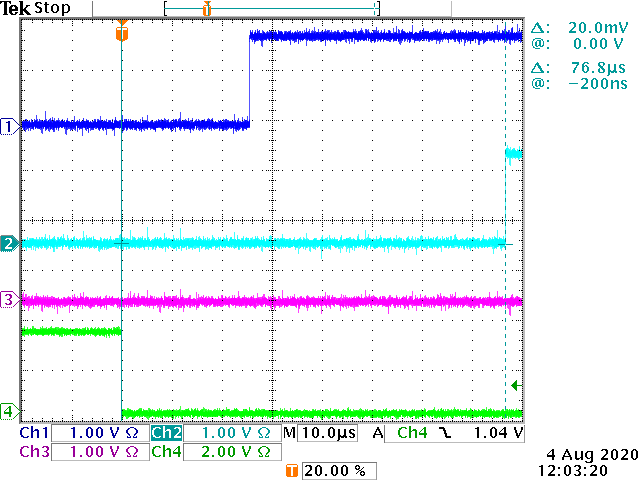 Tek Stop
T
T
Δ: 20.0mV
@: 0.00 V
Δ: 76.8µs
@: −200ns
1
2
3
4
Ch1 1.00 V Ω Ch2 1.00 V Ω M 10.0µs A Ch4 1.04 V
Ch3 1.00 V Ω Ch4 2.00 V Ω
T 20.00 %
4 Aug 2020
12:03:20